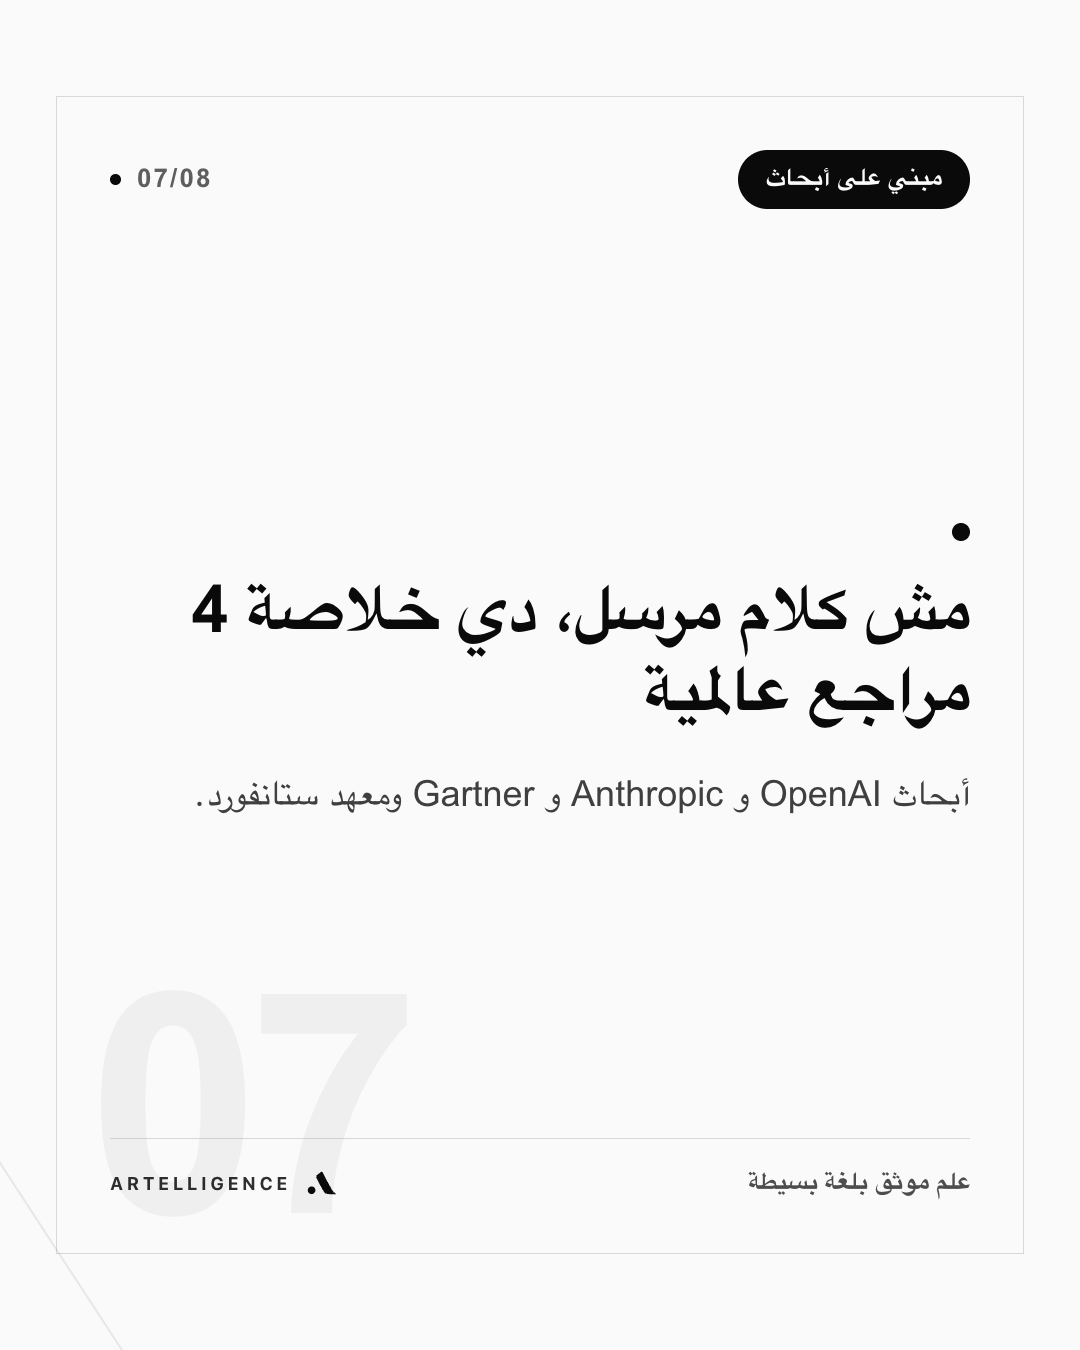 مبني على أبحاث
07/08
مش كلام مرسل، دي خلاصة 4
مراجع عالمية
أبحاث OpenAI و Anthropic و Gartner ومعهد ستانفورد.
07
علم موثق بلغة بسيطة
ARTELLIGENCE